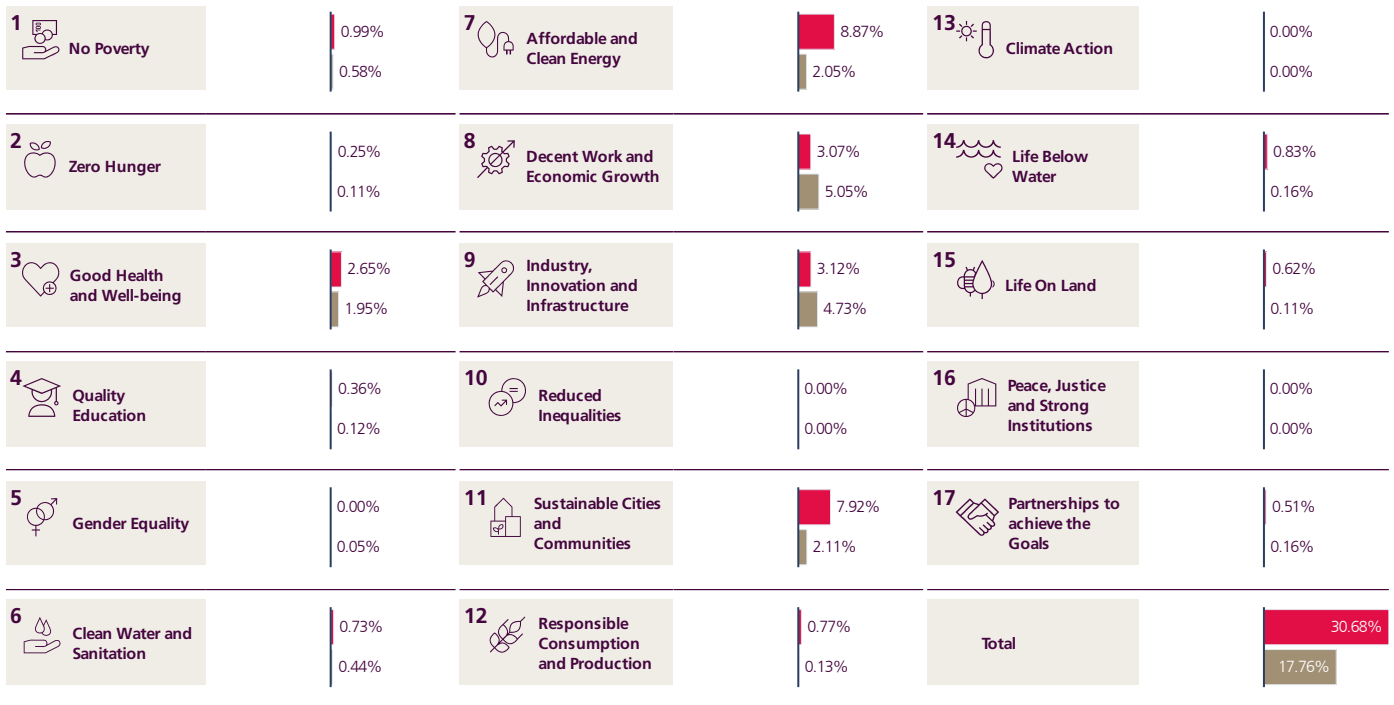 1
No Poverty
0.99%
0.58%
2
Zero Hunger
0.25%
0.11%
3
Good Health
and Well-being
2.65%
1.95%
4
Quality
Education
0.36%
0.12%
5
Gender Equality
0.00%
0.05%
6
Clean Water and
Sanitation
0.73%
0.44%
7
Affordable and
Clean Energy
8.87%
2.05%
8
Decent Work and
Economic Growth
3.07%
5.05%
9
Industry,
Innovation and
Infrastructure
3.12%
4.73%
10
Reduced
Inequalities
0.00%
0.00%
11
Sustainable Cities
and
Communities
7.92%
2.11%
12
Responsible
Consumption
and Production
0.77%
0.13%
13
Climate Action
0.00%
0.00%
14
Life Below
Water
0.83%
0.16%
15
Life On Land
0.62%
0.11%
16
Peace, Justice
and Strong
Institutions
0.00%
0.00%
17
Partnerships to
achieve the
Goals
0.51%
0.16%
Total
30.68%
17.76%